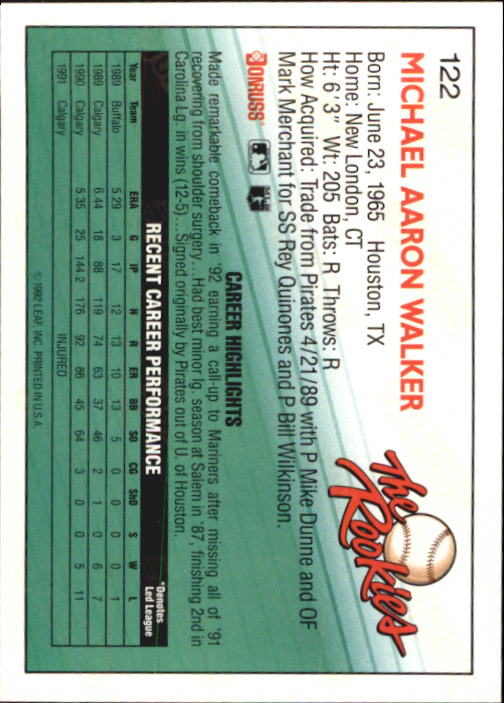 122
MICHAEL AARON WALKER
The
Rookies
Born: June 23, 1965 Houston, TX
Home: New London, CT
Ht: 6' 3" Wt: 205 Bats: R Throws: R
How Acquired: Trade from Pirates 4/21/89 with P Mike Dunne and OF
Mark Merchant for SS Rey Quinones and P Bill Wilkinson.
DONRUSS
CAREER HIGHLIGHTS
Made remarkable comeback in '92 earning a call-up to Mariners after missing all of '91
recovering from shoulder surgery...Had best minor lg. season at Salem in '87, finishing 2nd in
Carolina Lg. in wins (12-5)...Signed originally by Pirates out of U. of Houston.
RECENT CAREER PERFORMANCE
*Denotes
Led League
Year Team ERA G IP H R ER BB SO CG ShO S W L
1989 Buffalo 5.29 3 17 12 13 10 13 5 0 0 0 0 1
1989 Calgary 6.44 18 88 119 74 63 37 46 2 1 0 6 7
1990 Calgary 5.35 25 144.2 176 92 86 45 64 3 0 0 5 11
1991 Calgary INJURED
©1992 LEAF, INC. PRINTED IN U.S.A.